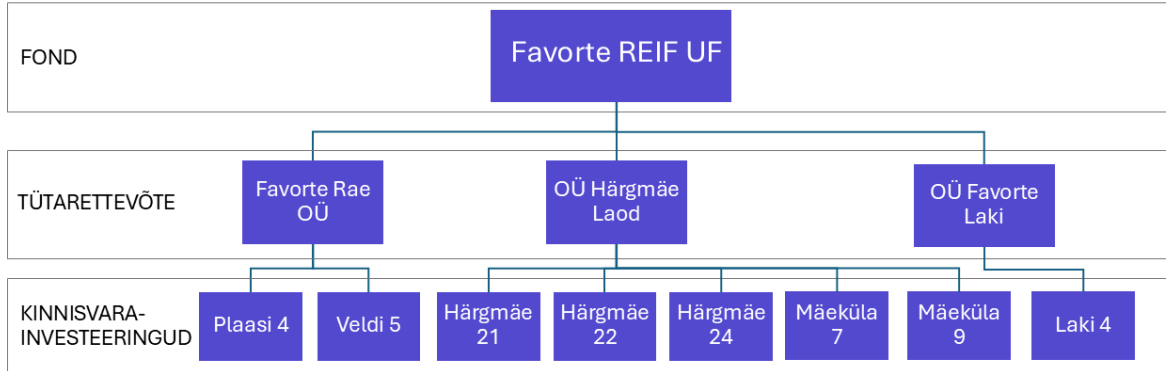 FOND
Favorte REIF UF
TÜTARETTEVÕTE
Favorte Rae
OÜ
OÜ Härgmäe
Laod
OÜ Favorte
Laki
KINNISVARA-
INVESTEERINGUD
Plaasi 4
Veldi 5
Härgmäe
21
Härgmäe
22
Härgmäe
24
Mäeküla
7
Mäeküla
9
Laki 4